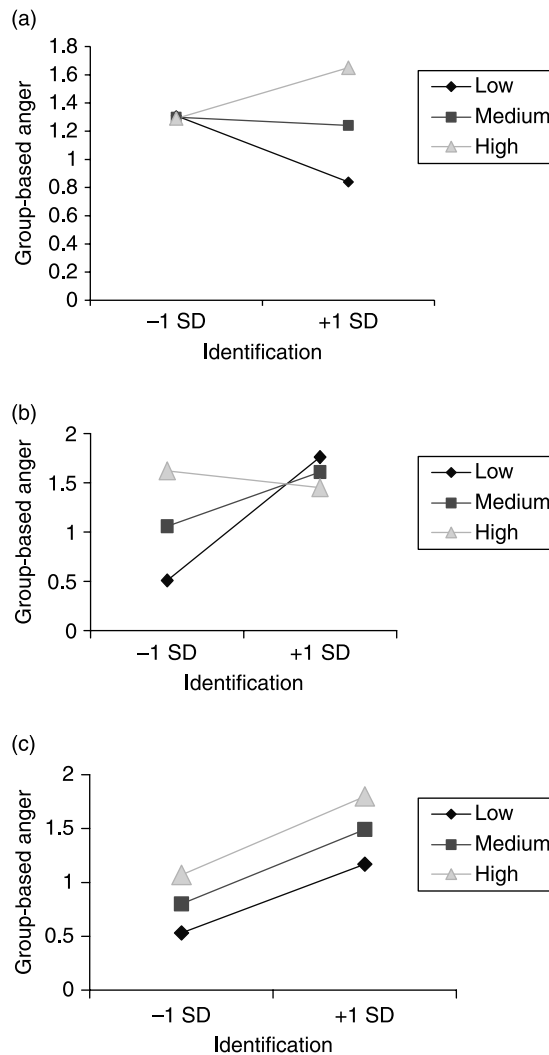 (a)
1.8
1.6
1.4
1.2
1
0.8
0.6
0.4
0.2
0
Group-based anger
–1 SD
+1 SD
Identification
Low
Medium
High
(b)
2
1.5
1
0.5
0
Group-based anger
–1 SD
+1 SD
Identification
Low
Medium
High
(c)
2
1.5
1
0.5
0
Group-based anger
–1 SD
+1 SD
Identification
Low
Medium
High